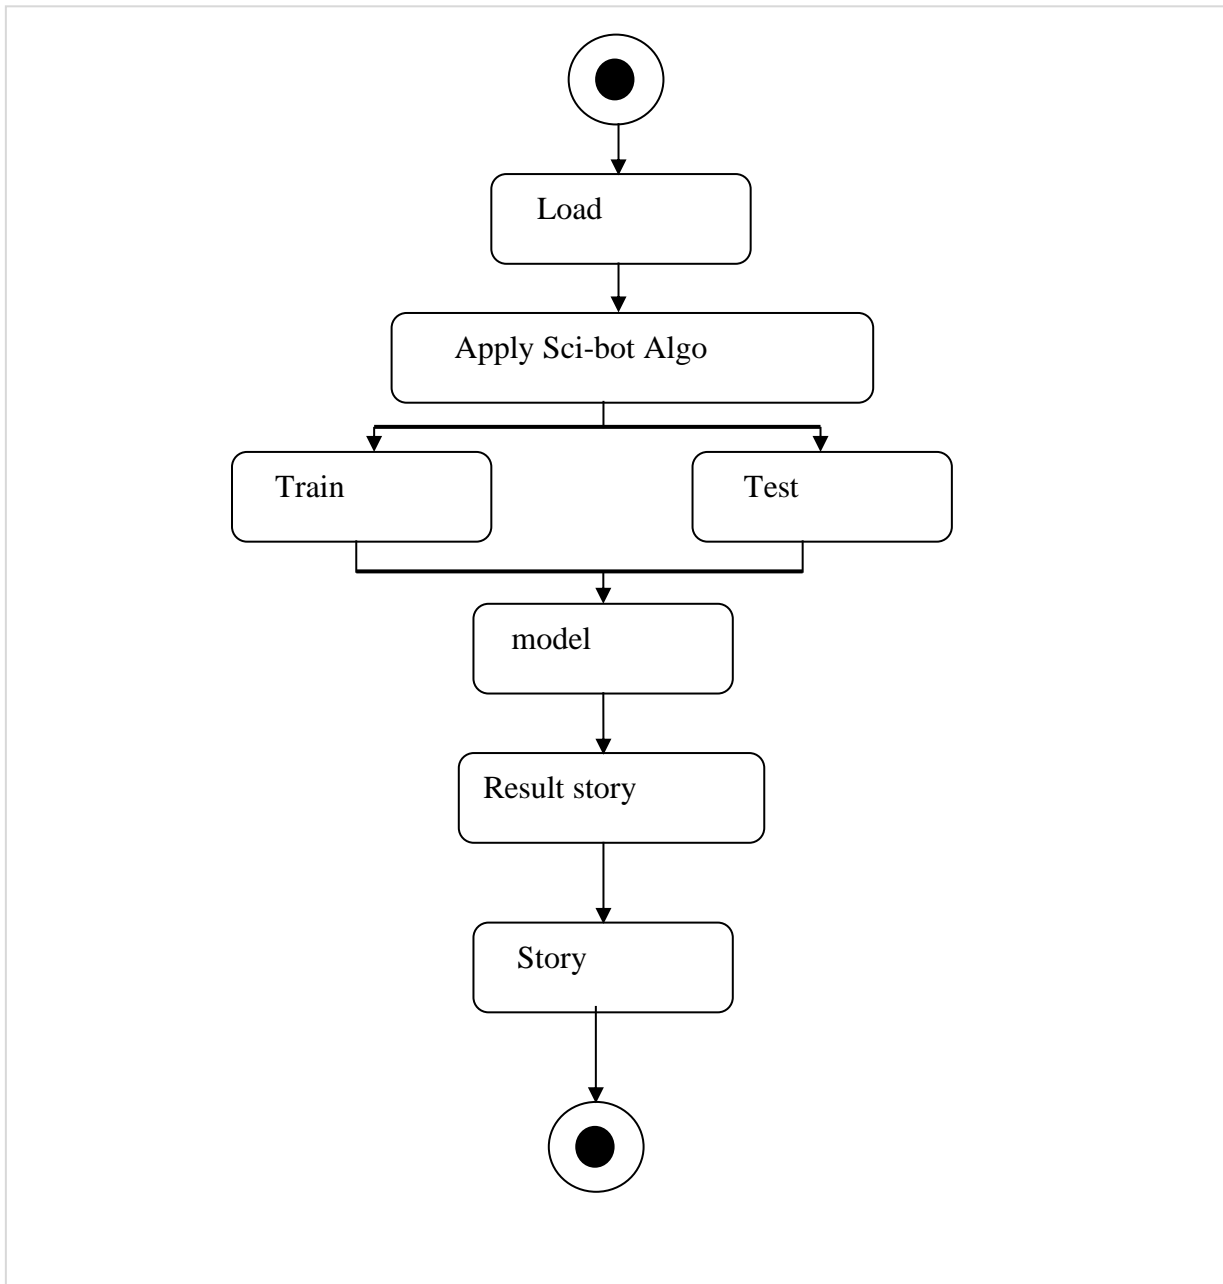 Load
Apply Sci-bot Algo
Train
Test
model
Result story
Story